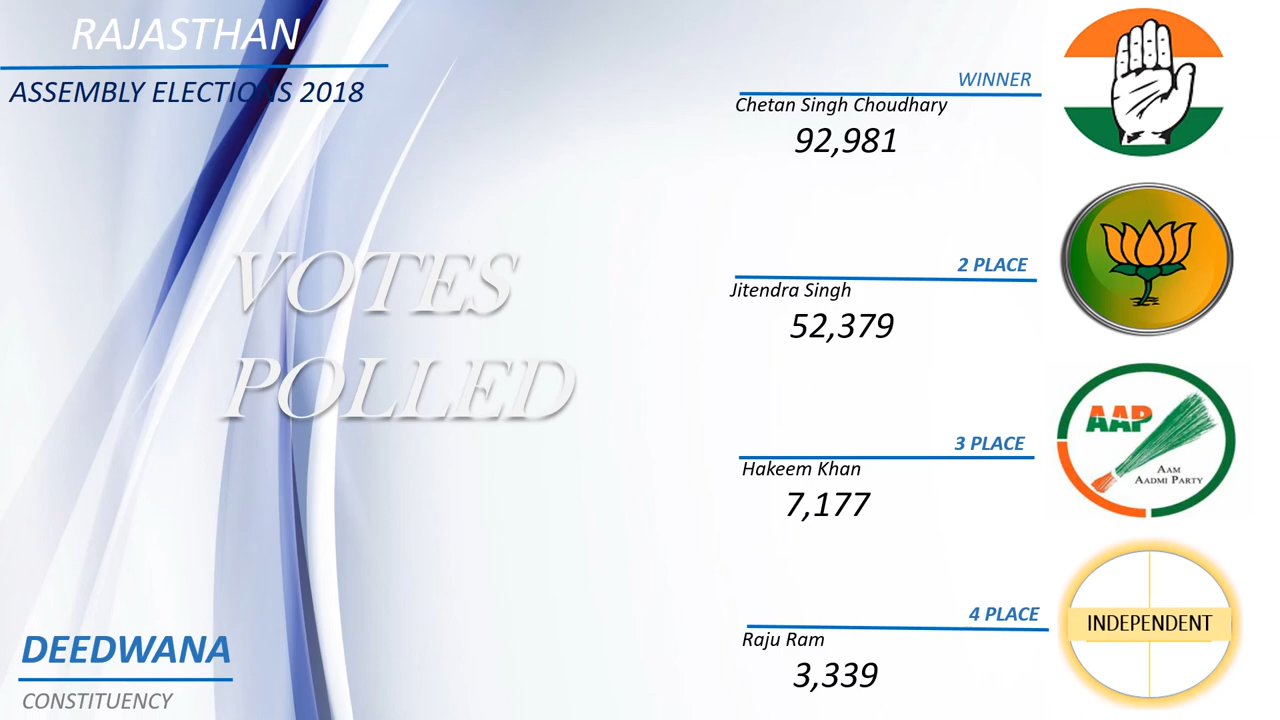 RAJASTHAN
ASSEMBLY ELECTIONS 2018
VOTES
POLLED
DEEDWANA
CONSTITUENCY
WINNER
Chetan Singh Choudhary
92,981
2 PLACE
Jitendra Singh
52,379
3 PLACE
Hakeem Khan
7,177
AAP
AAM
AADMI PARTY
4 PLACE
Raju Ram
3,339
INDEPENDENT